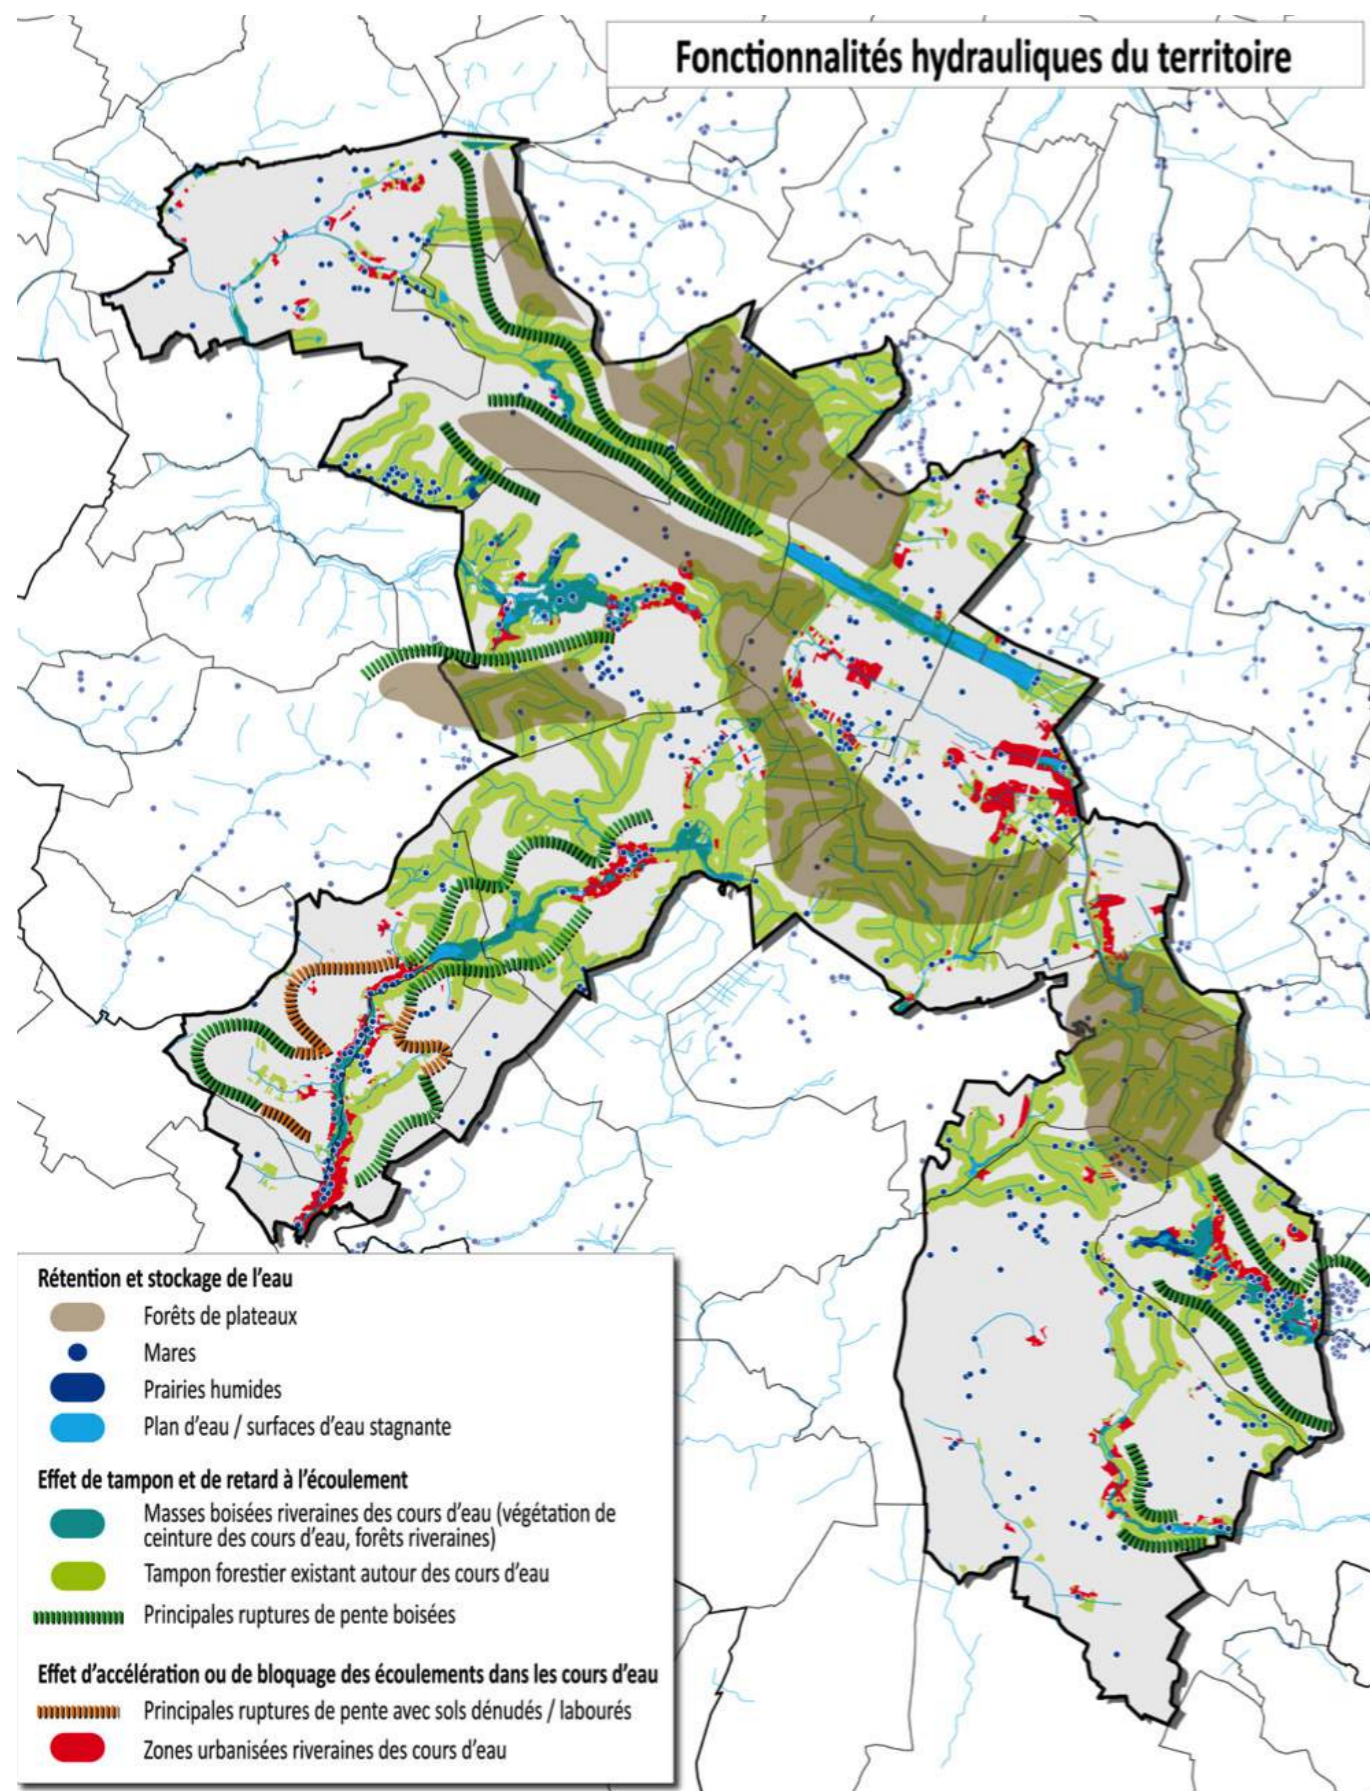 Fonctionnalités hydrauliques du territoire
Rétention et stockage de l'eau
Forêts de plateaux
Mares
Prairies humides
Plan d'eau / surfaces d'eau stagnante
Effet de tampon et de retard à l'écoulement
Masses boisées riveraines des cours d'eau (végétation de
ceinture des cours d'eau, forêts riveraines)
Tampon forestier existant autour des cours d'eau
Principales ruptures de pente boisées
Effet d'accélération ou de bloquage des écoulements dans les cours d'eau
Principales ruptures de pente avec sols dénudés / labourés
Zones urbanisées riveraines des cours d'eau